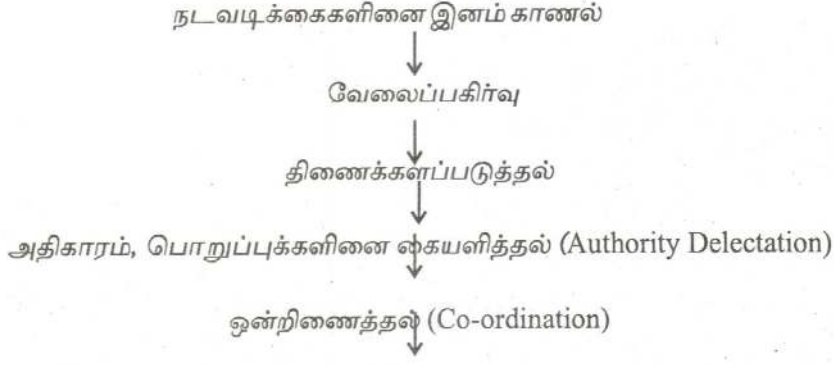 நடவடிக்கைகளினை இனம் காணல்
வேலைப்பகிர்வு
திணைக்களப்படுத்தல்
அதிகாரம், பொறுப்புக்களினை கையளித்தல் (Authority Delectation)
ஒன்றிணைத்தல் (Co-ordination)